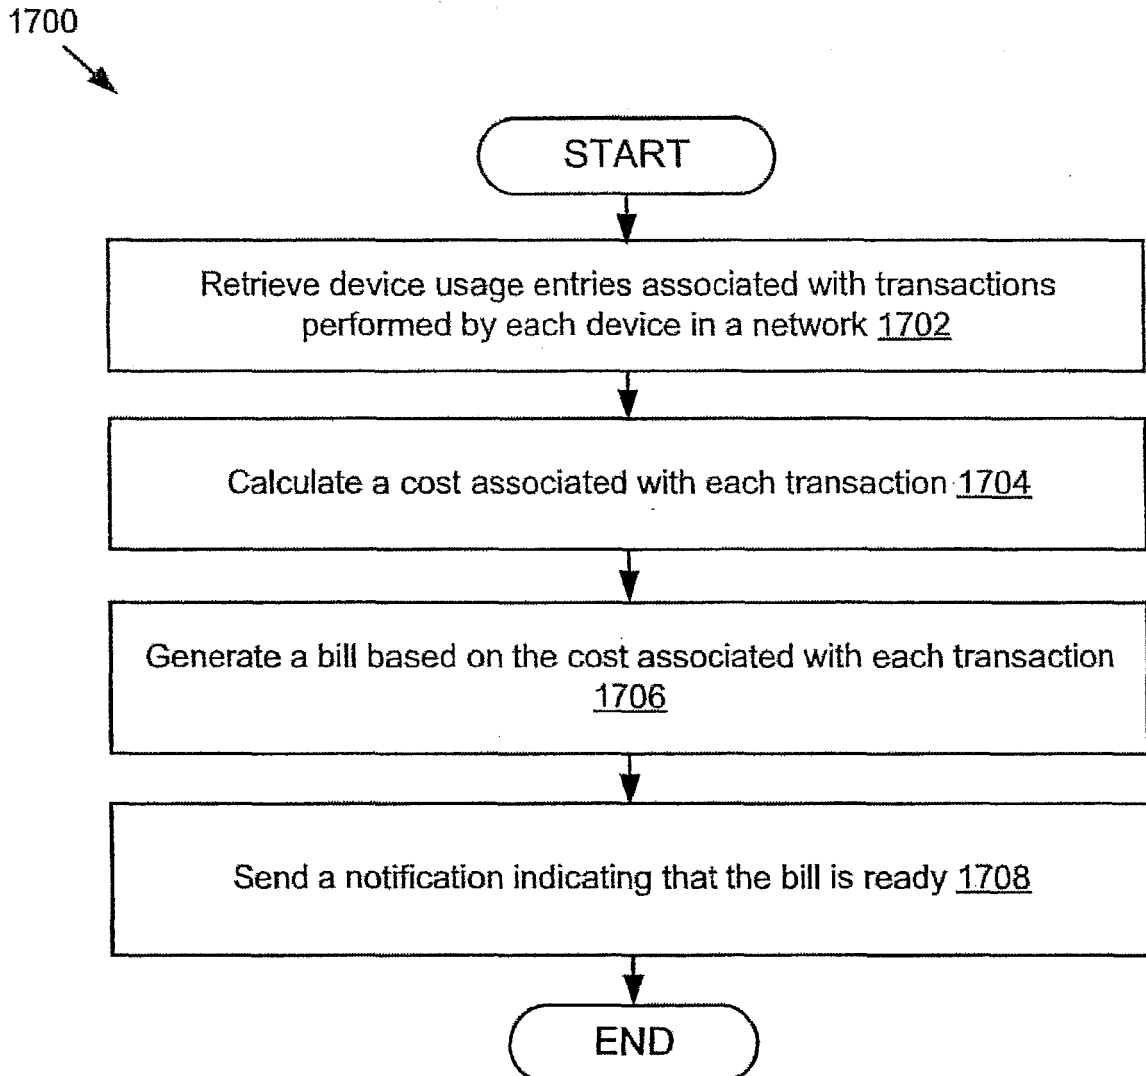 1700
START
Retrieve device usage entries associated with transactions
performed by each device in a network 1702
Calculate a cost associated with each transaction 1704
Generate a bill based on the cost associated with each transaction
1706
Send a notification indicating that the bill is ready 1708
END